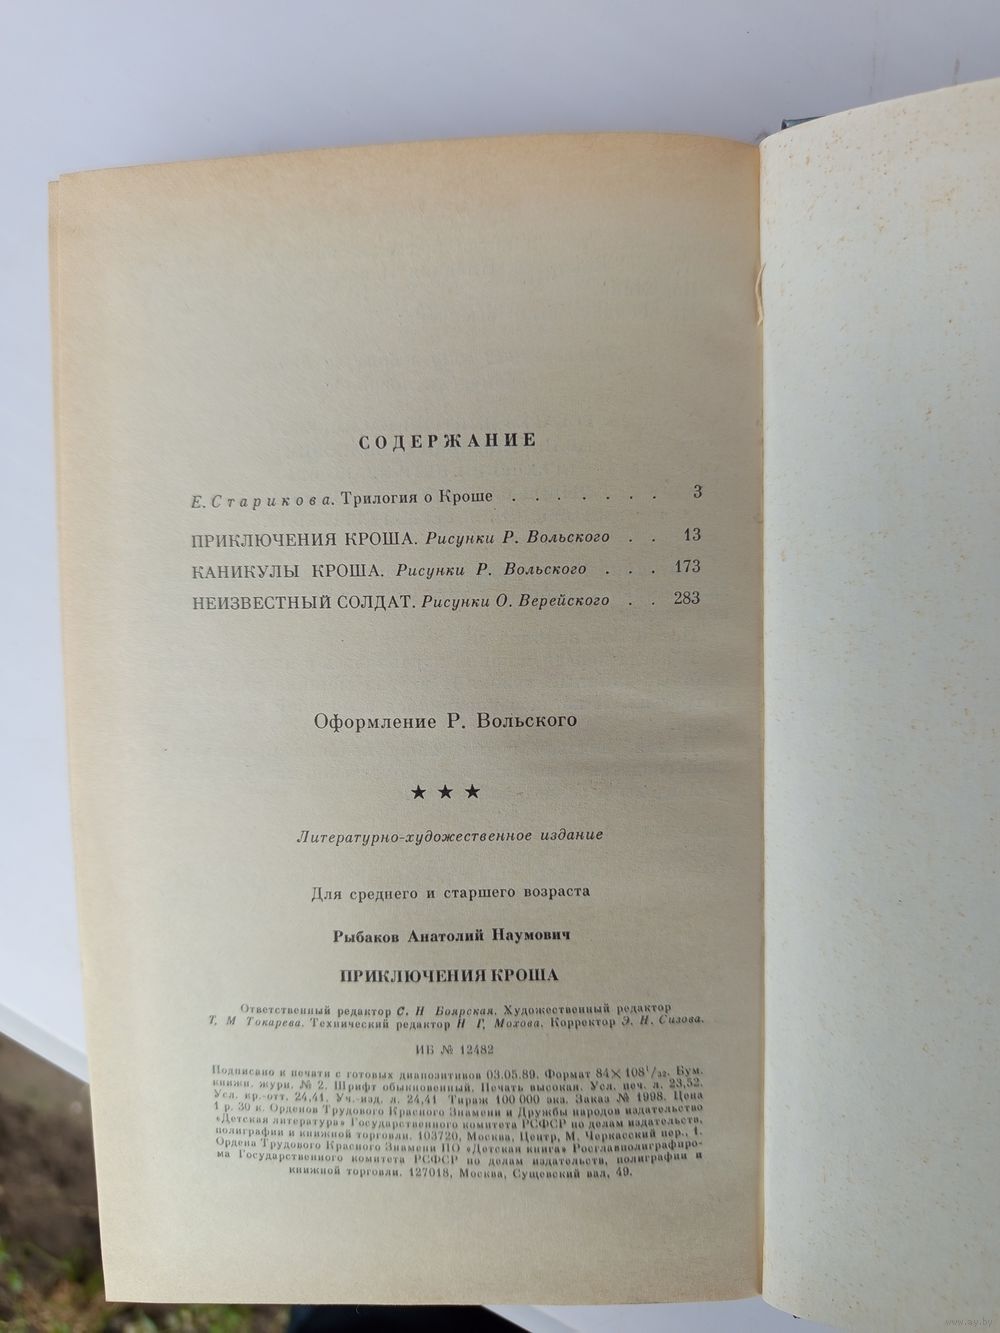 СОДЕРЖАНИЕ
Е. Старикова. Трилогия о Кроше . . . . . . . 3
ПРИКЛЮЧЕНИЯ КРОША. Рисунки Р. Вольского . . 13
КАНИКУЛЫ КРОША. Рисунки Р. Вольского . . . 173
НЕИЗВЕСТНЫЙ СОЛДАТ. Рисунки О. Верейского . . 283
Оформление Р. Вольского
★ ★ ★
Литературно-художественное издание
Для среднего и старшего возраста
Рыбаков Анатолий Наумович
ПРИКЛЮЧЕНИЯ КРОША
Ответственный редактор С. Н Боярская. Художественный редактор
Т. М Токарева. Технический редактор Н Г. Мохова. Корректор Э. Н. Сизова.
ИБ № 12482
Подписано к печати с готовых диапозитивов 03.05.89. Формат 84×108¹/₃₂. Бум.
книжн. журн. № 2. Шрифт обыкновенный. Печать высокая. Усл. печ. л. 23,52.
Усл. кр.-отт. 24,41. Уч.-изд. л. 24,41 Тираж 100 000 экз. Заказ № 1998. Цена
1 р. 30 к. Орденов Трудового Красного Знамени и Дружбы народов издательство
«Детская литература» Государственного комитета РСФСР по делам издательств,
полиграфии и книжной торговли. 103720, Москва, Центр, М. Черкасский пер., 1.
Ордена Трудового Красного Знамени ПО «Детская книга» Росглавполиграфпро-
ма Государственного комитета РСФСР по делам издательств, полиграфии и
книжной торговли. 127018, Москва, Сущевский вал, 49.
www.ay.by